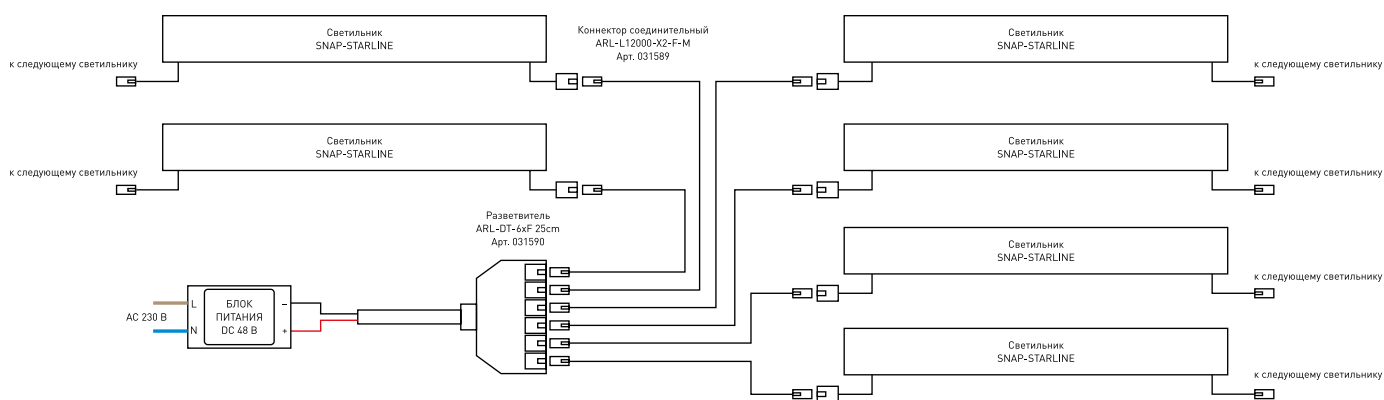 Светильник
SNAP-STARLINE
к следующему светильнику
Коннектор соединительный
ARL-L12000-X2-F-M
Арт. 031589
Светильник
SNAP-STARLINE
к следующему светильнику
Светильник
SNAP-STARLINE
к следующему светильнику
Светильник
SNAP-STARLINE
к следующему светильнику
Разветвитель
ARL-DT-6xF 25cm
Арт. 031590
Светильник
SNAP-STARLINE
к следующему светильнику
AC 230 В
L
N
БЛОК
ПИТАНИЯ
DC 48 В
–
+
Светильник
SNAP-STARLINE
к следующему светильнику